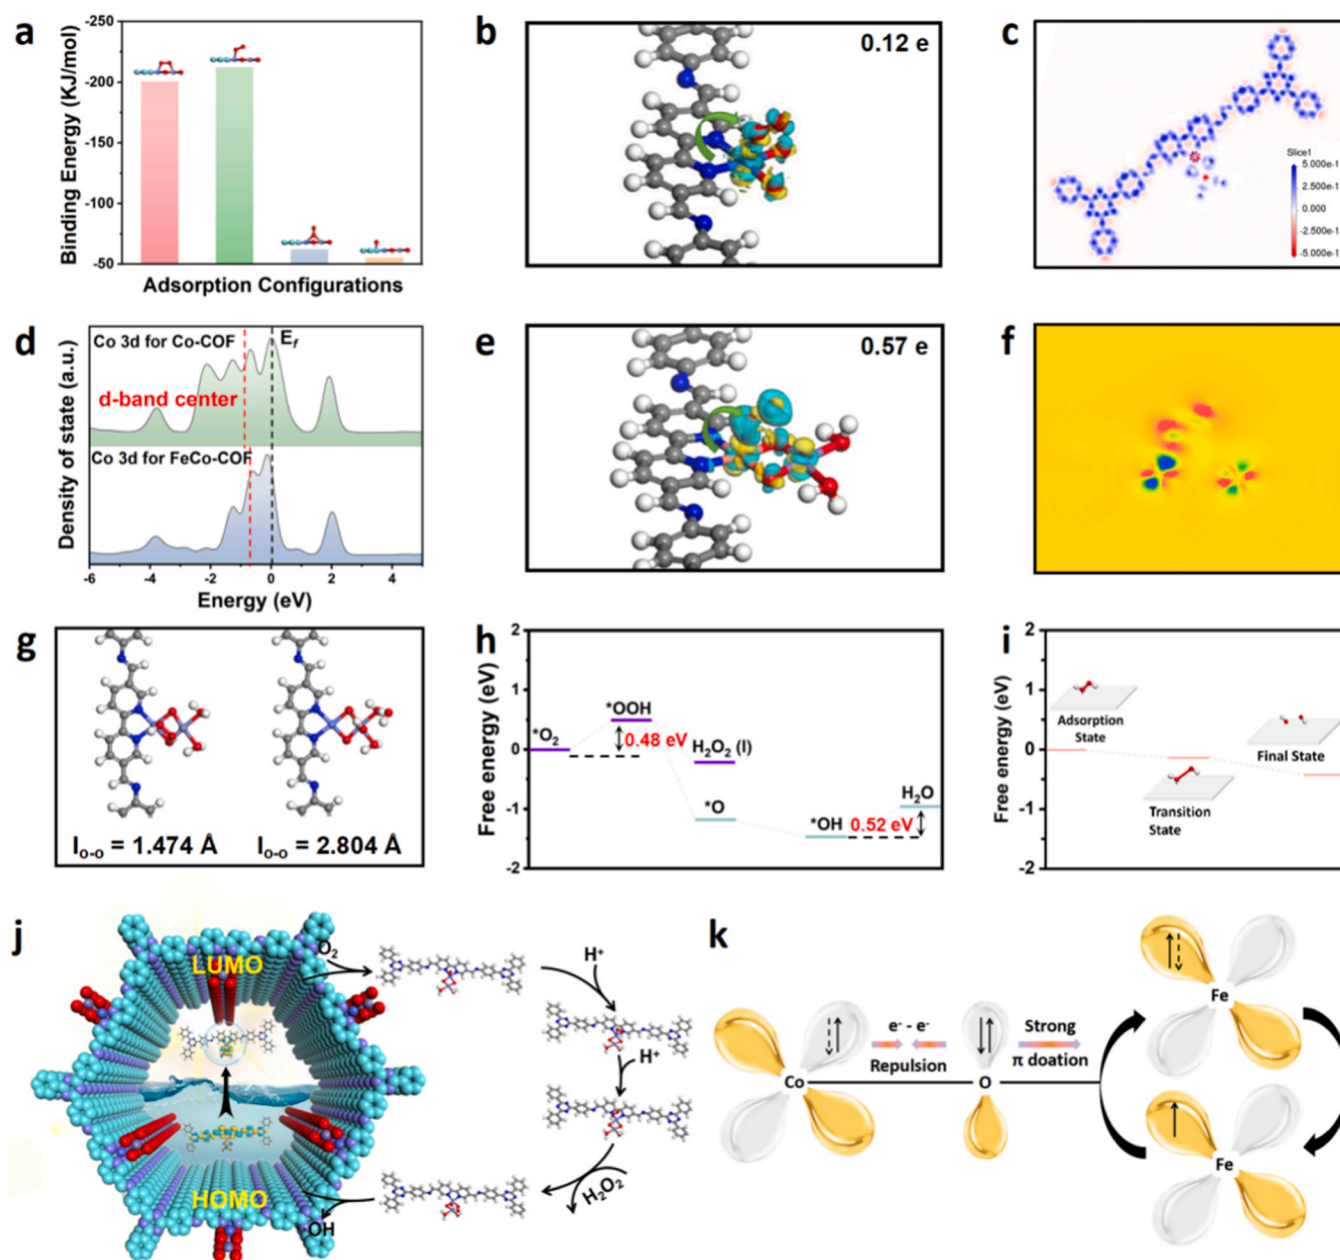 a
-250
-200
-150
-100
-50
Binding Energy (KJ/mol)
Adsorption Configurations
b
0.12 e
c
Slice1
5.000e-1
2.500e-1
0.000
-2.500e-1
-5.000e-1
d
Co 3d for Co-COF
E_f
d-band center
Co 3d for FeCo-COF
Density of state (a.u.)
-6 -4 -2 0 2 4
Energy (eV)
e
0.57 e
f
g
l₀₋₀ = 1.474 Å
l₀₋₀ = 2.804 Å
h
2
1
0
-1
-2
Free energy (eV)
*O₂
*OOH
0.48 eV
H₂O₂ (l)
*O
*OH
0.52 eV
H₂O
i
2
1
0
-1
-2
Free energy (eV)
Adsorption
State
Transition
State
Final State
j
LUMO
HOMO
O₂
H⁺
H⁺
H₂O₂
·OH
k
Co
e⁻ - e⁻
Repulsion
O
Strong
π doation
Fe
Fe